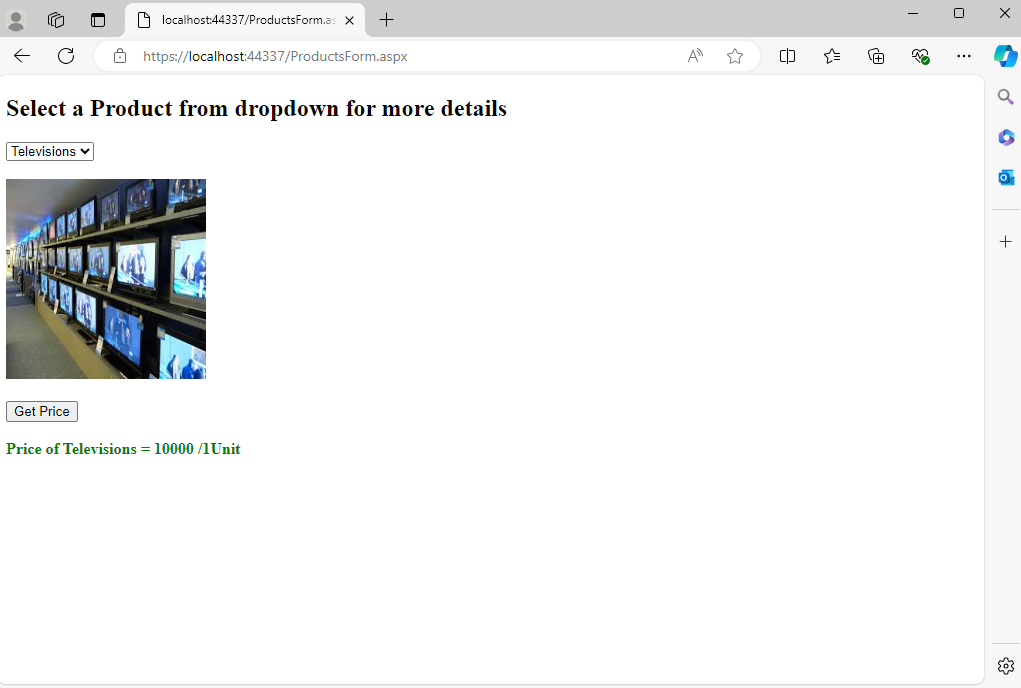 localhost:44337/ProductsForm.as
https://localhost:44337/ProductsForm.aspx
Select a Product from dropdown for more details
Televisions
Get Price
Price of Televisions = 10000 /1Unit